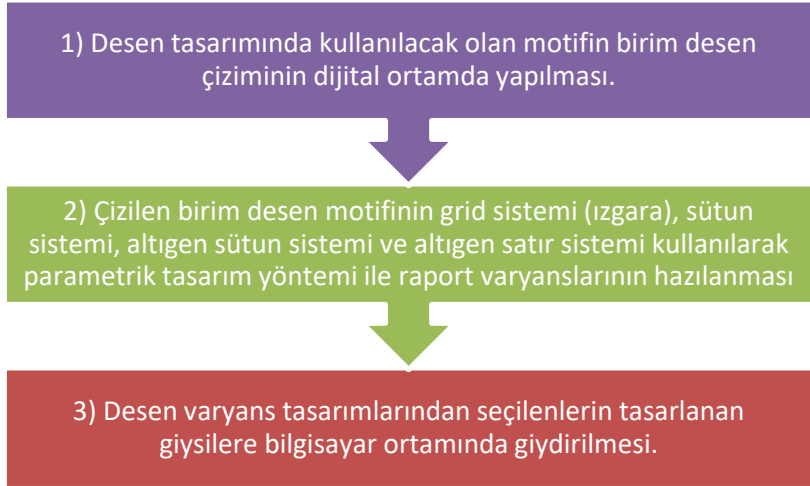 1) Desen tasarımında kullanılacak olan motifin birim desen
çiziminin dijital ortamda yapılması.
2) Çizilen birim desen motifinin grid sistemi (ızgara), sütun
sistemi, altıgen sütun sistemi ve altıgen satır sistemi kullanılarak
parametrik tasarım yöntemi ile raport varyanslarının hazılanması
3) Desen varyans tasarımlarından seçilenlerin tasarlanan
giysilere bilgisayar ortamında giydirilmesi.